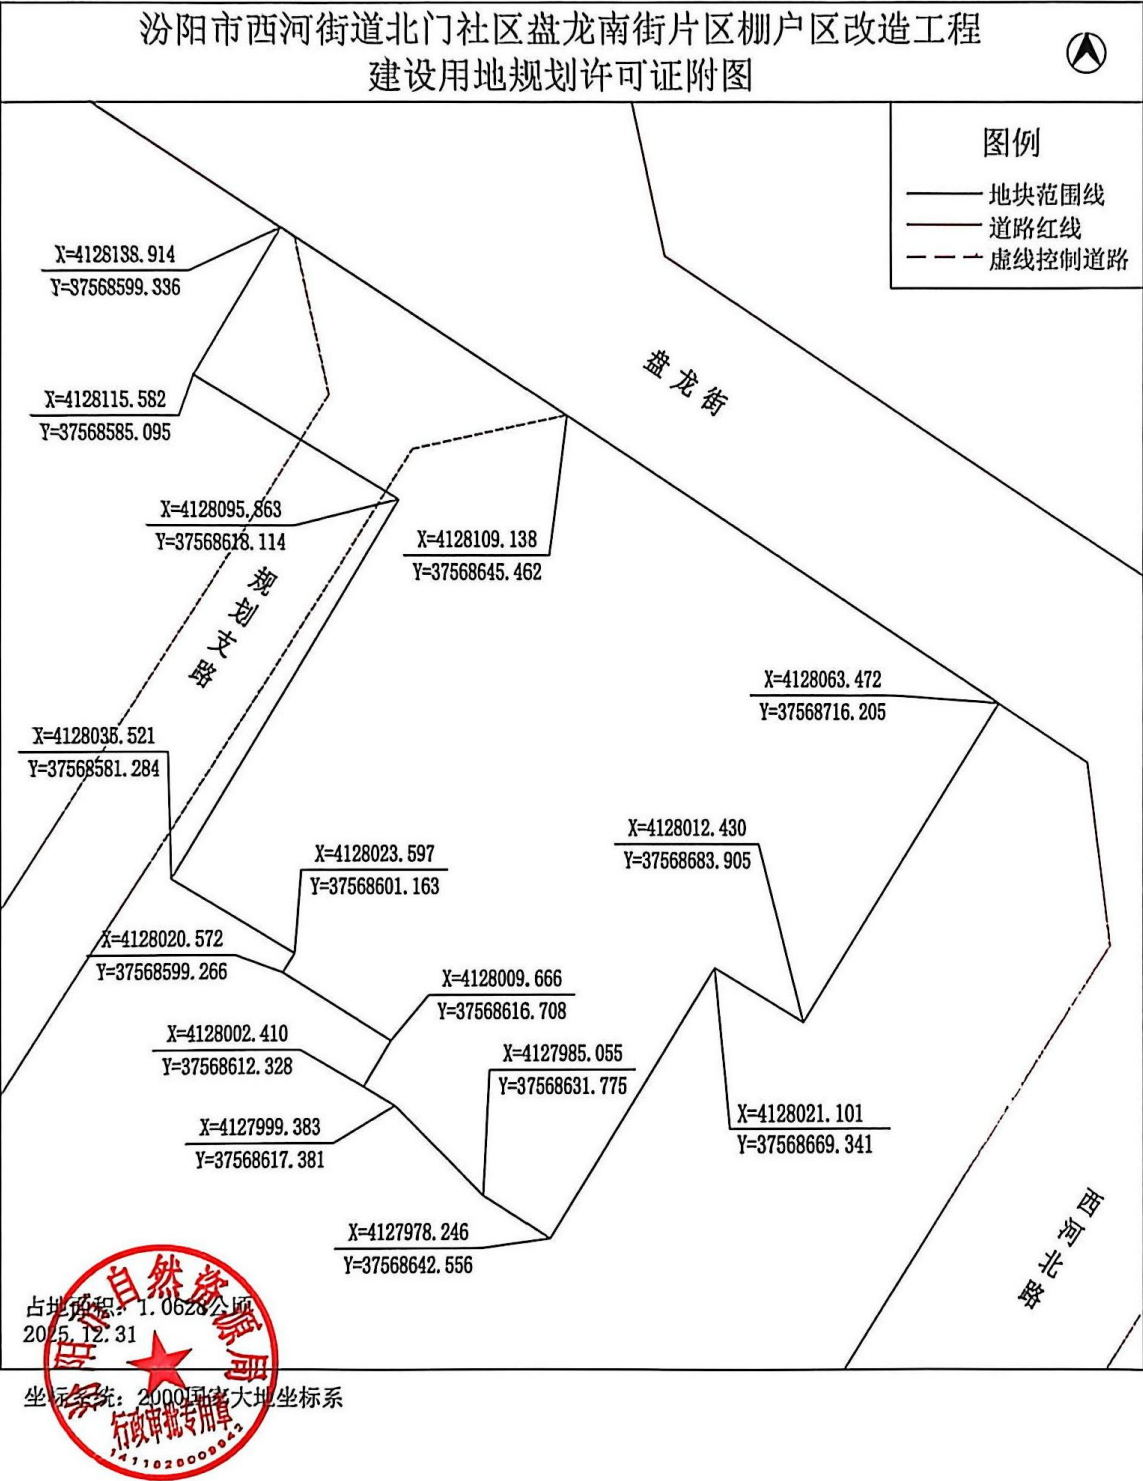 汾阳市西河街道北门社区盘龙南街片区棚户区改造工程
建设用地规划许可证附图
图例
地块范围线
道路红线
虚线控制道路
X=4128138.914
Y=37568599.336
盘龙街
X=4128115.582
Y=37568585.095
X=4128095.863
Y=37568618.114
X=4128109.138
Y=37568645.462
规划支路
X=4128063.472
Y=37568716.205
X=4128035.521
Y=37568581.284
X=4128012.430
Y=37568683.905
X=4128023.597
Y=37568601.163
X=4128020.572
Y=37568599.266
X=4128009.666
Y=37568616.708
X=4128002.410
Y=37568612.328
X=4127985.055
Y=37568631.775
X=4128021.101
Y=37568669.341
X=4127999.383
Y=37568617.381
X=4127978.246
Y=37568642.556
西河北路
占地面积：1.0628公顷
2025.12.31
坐标系统：2000国家大地坐标系
汾阳市自然资源局
行政审批专用章